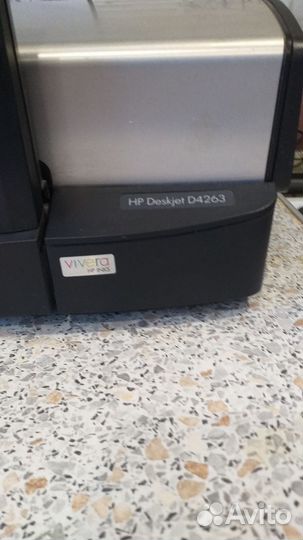 HP Deskjet D4263
vivera
HP INKS
Avito